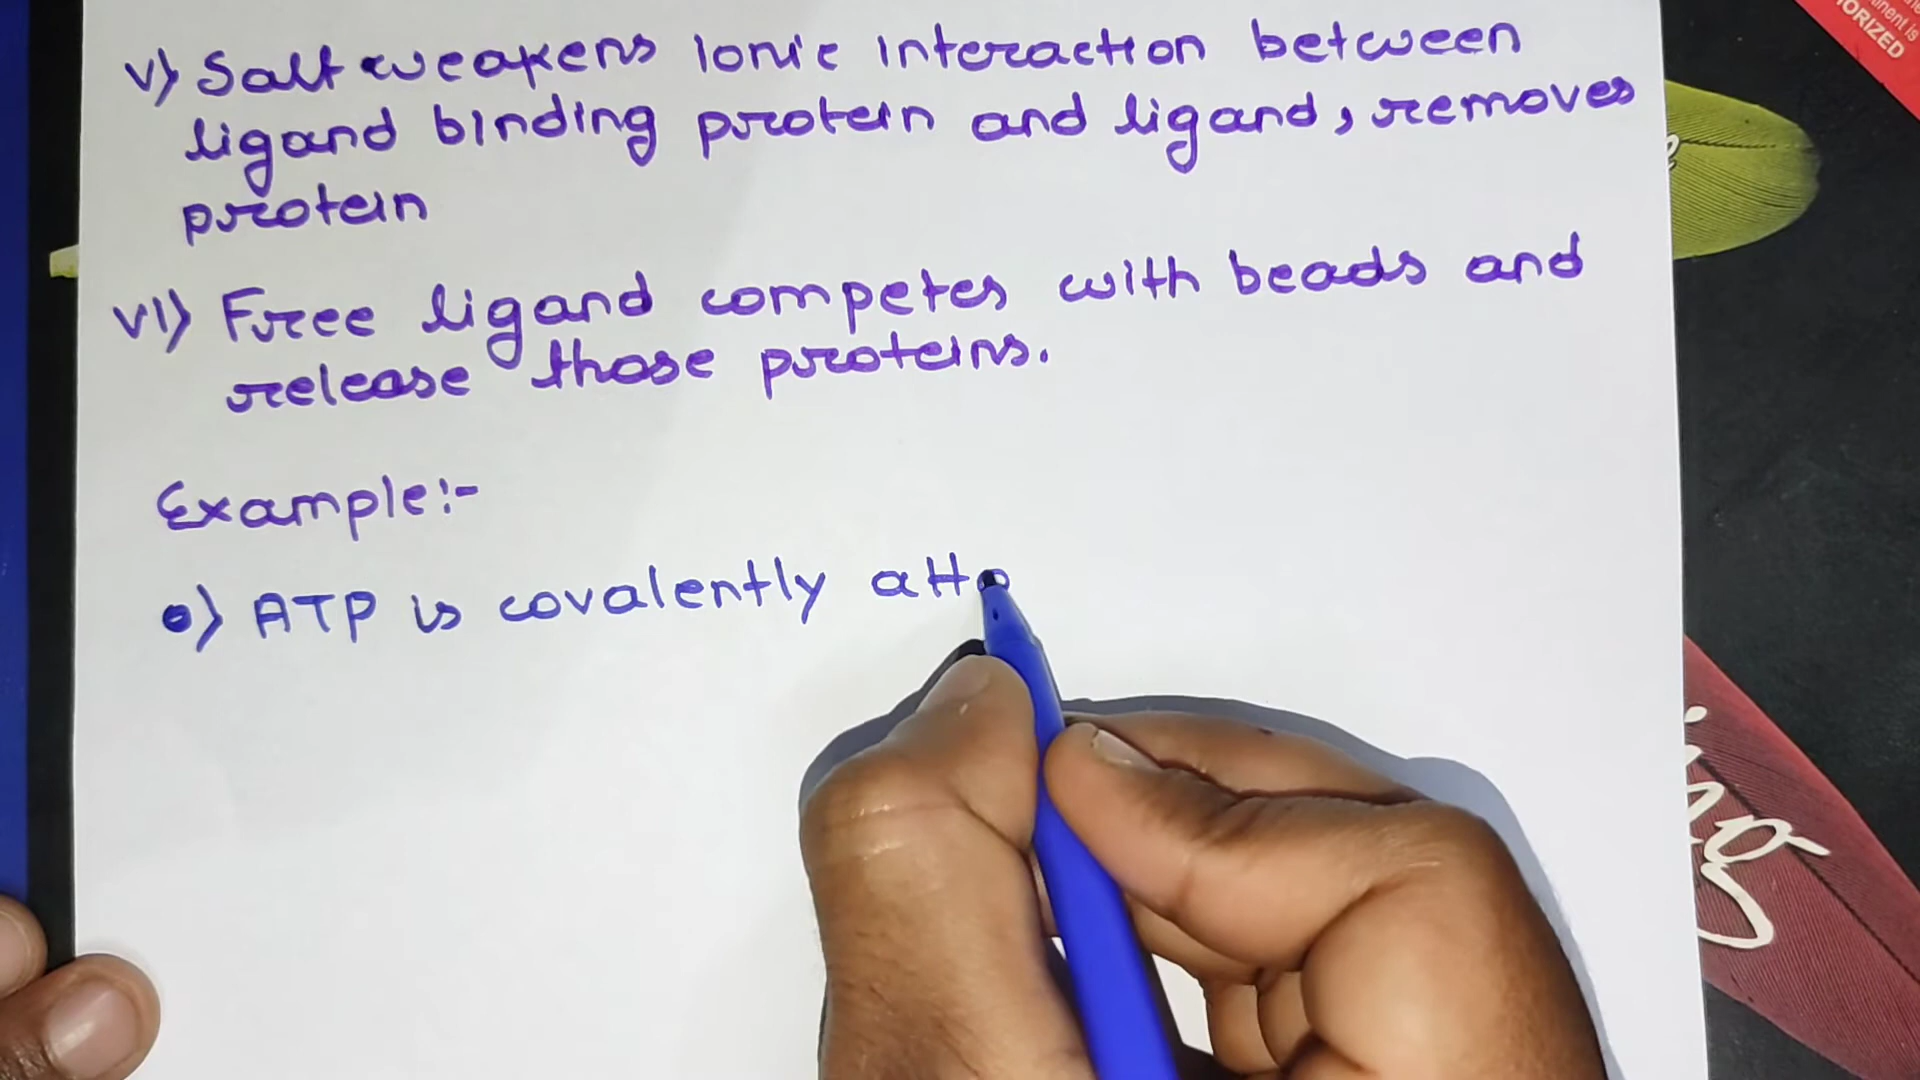 v) Salt weakens Ionic interaction between
ligand binding protein and ligand, removes
protein
vi) Free ligand competes with beads and
release those proteins.
Example:-
•) ATP is covalently atta
ORIZED